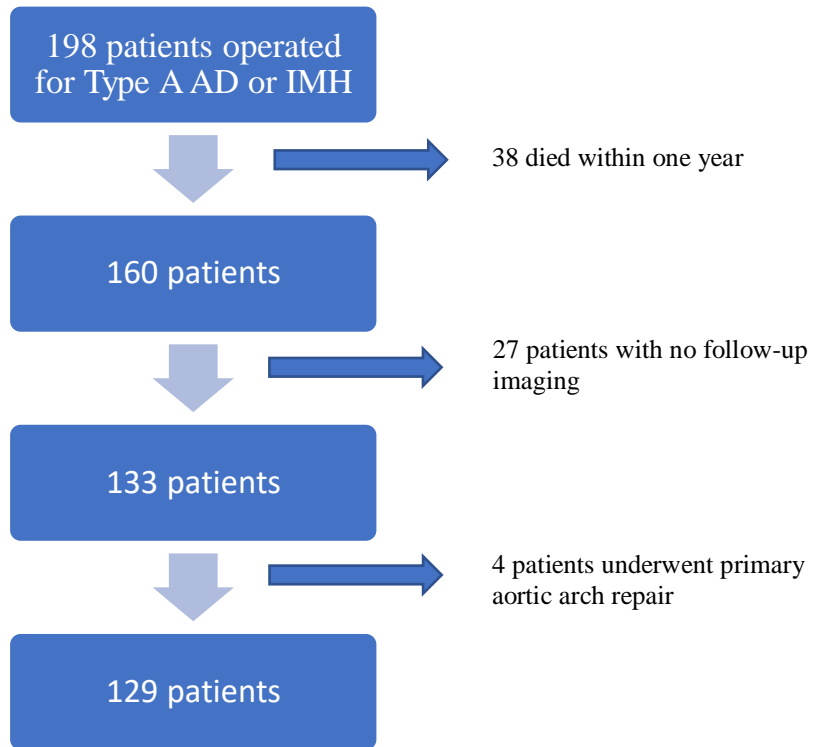 198 patients operated
for Type A AD or IMH
38 died within one year
160 patients
27 patients with no follow-up
imaging
133 patients
4 patients underwent primary
aortic arch repair
129 patients